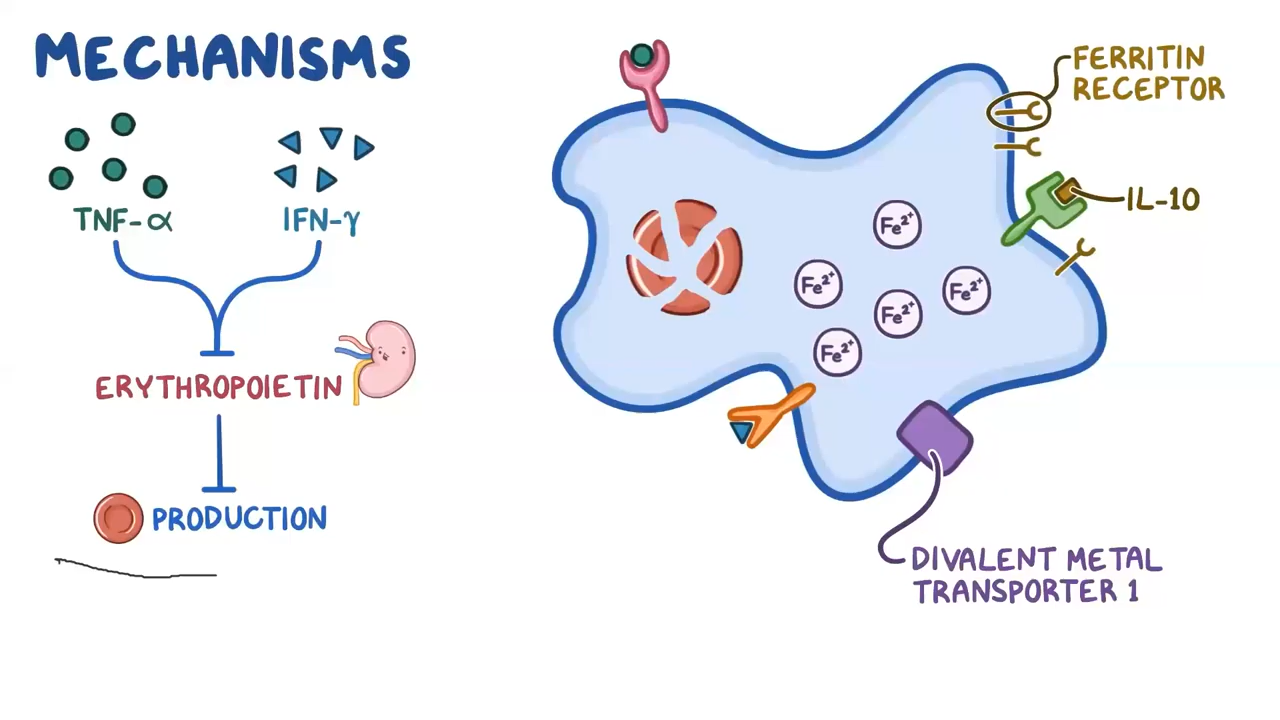 MECHANISMS
TNF-α
IFN-γ
ERYTHROPOIETIN
PRODUCTION
FERRITIN
RECEPTOR
IL-10
Fe²⁺
Fe²⁺
Fe²⁺
Fe²⁺
Fe²⁺
DIVALENT METAL
TRANSPORTER 1